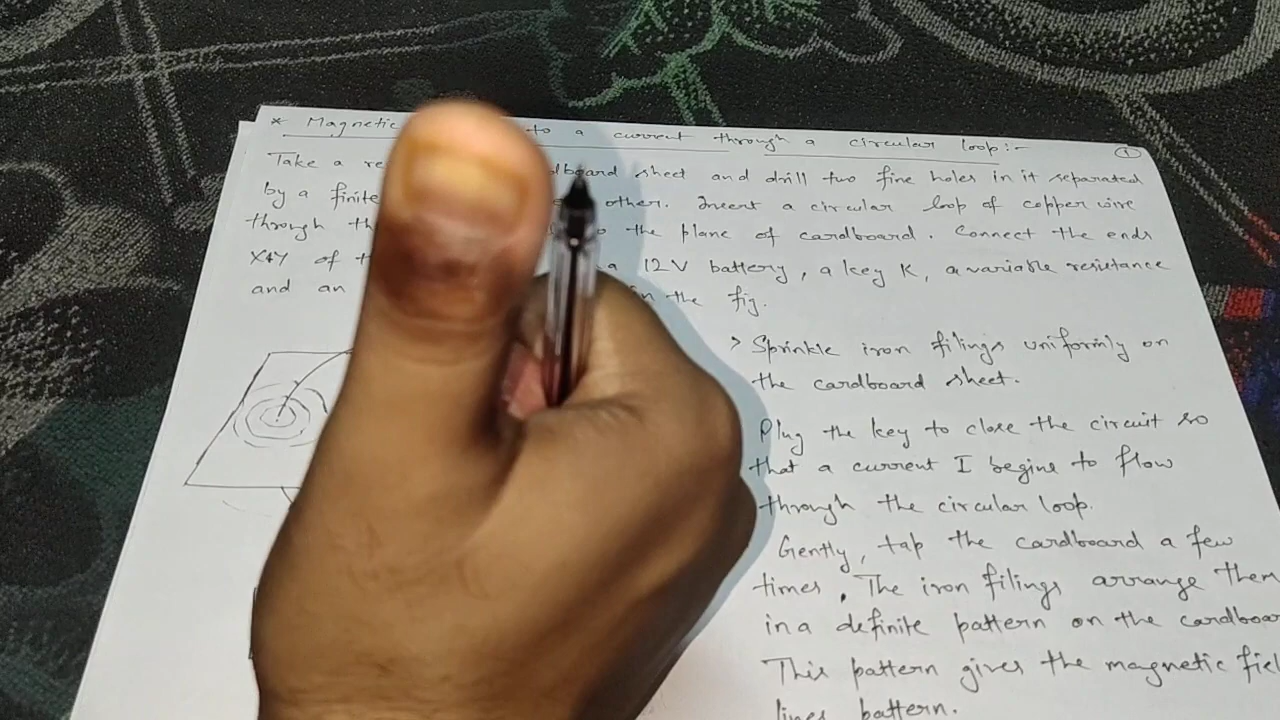 * Magnetic to a current through a circular loop:-
1
Take a re dboard sheet and drill two fine holes in it separated
by a finite other. Insert a circular loop of copper wire
through th to the plane of cardboard. Connect the ends
X&Y of t a 12V battery, a key K, a variable resistance
and an in the fig.
> Sprinkle iron filings uniformly on
the cardboard sheet.
Plug the key to close the circuit so
that a current I begins to flow
through the circular loop.
Gently, tap the cardboard a few
times. The iron filings arrange them
in a definite pattern on the cardboar
This pattern gives the magnetic fiel
lines pattern.